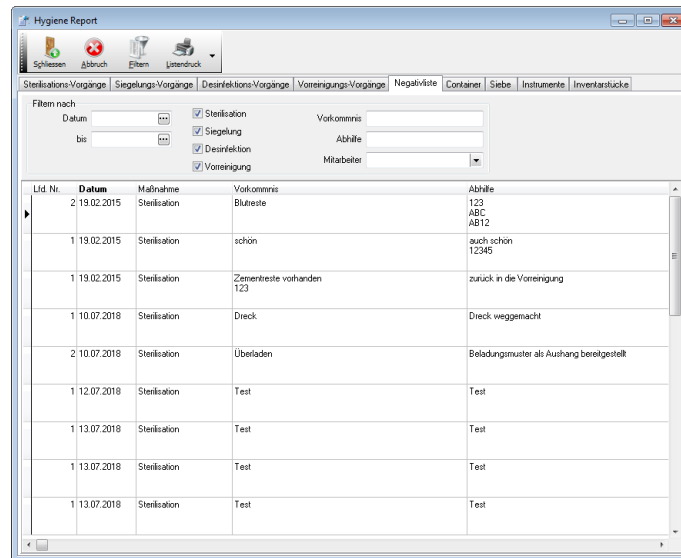 Hygiene Report
Schliessen Abbruch Filtern Listendruck
Sterilisations-Vorgänge Siegelungs-Vorgänge Desinfektions-Vorgänge Vorreinigungs-Vorgänge Negativliste Container Siebe Instrumente Inventarstücke
Filtern nach
Datum Sterilisation Vorkommnis
bis Siegelung Abhilfe
Desinfektion Mitarbeiter
Vorreinigung
Lfd. Nr. Datum Maßnahme Vorkommnis Abhilfe
2 19.02.2015 Sterilisation Blutreste 123
ABC
AB12
1 19.02.2015 Sterilisation schön auch schön
12345
1 19.02.2015 Sterilisation Zementreste vorhanden zurück in die Vorreinigung
123
1 10.07.2018 Sterilisation Dreck Dreck weggemacht
2 10.07.2018 Sterilisation Überladen Beladungsmuster als Aushang bereitgestellt
1 12.07.2018 Sterilisation Test Test
1 13.07.2018 Sterilisation Test Test
1 13.07.2018 Sterilisation Test Test
1 13.07.2018 Sterilisation Test Test